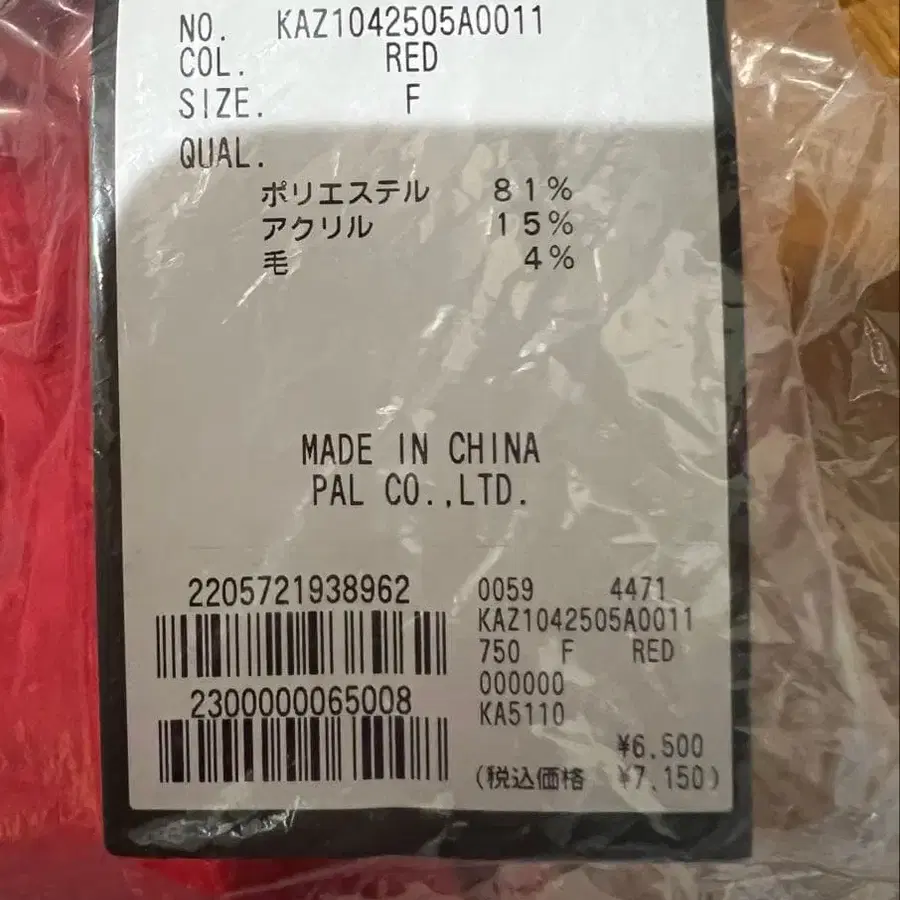 NO. KAZ1042505A0011
COL. RED
SIZE. F
QUAL.
ポリエステル 81%
アクリル 15%
毛 4%
MADE IN CHINA
PAL CO.,LTD.
2205721938962
2300000065008
0059 4471
KAZ1042505A0011
750 F RED
000000
KA5110
¥6.500
(税込価格 ¥7.150)